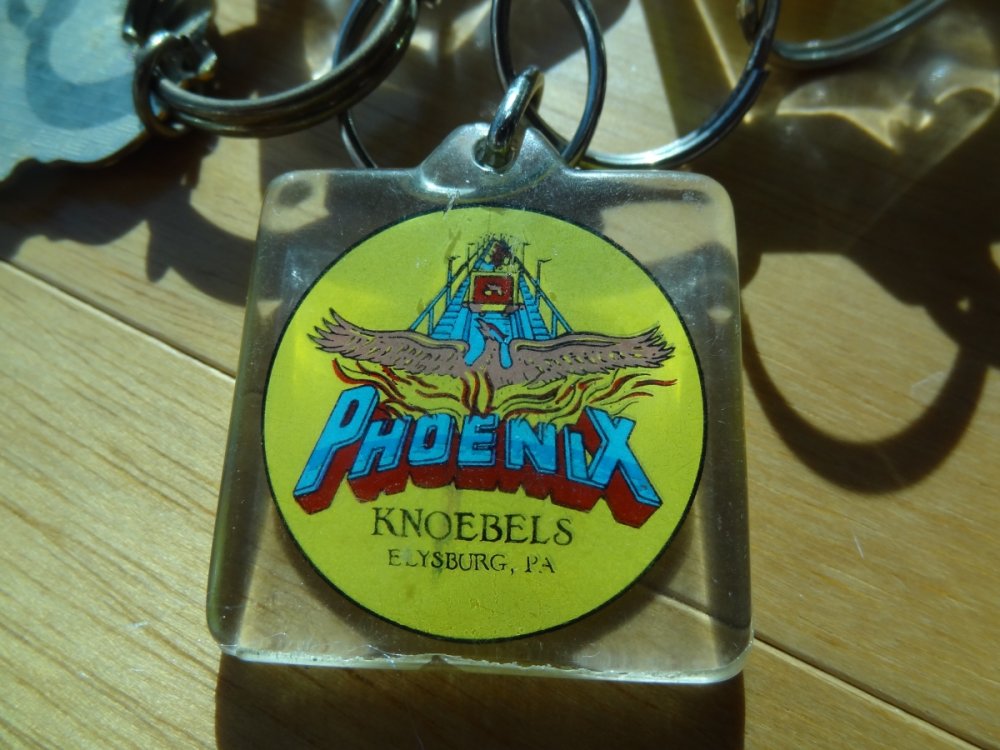 PHOENIX
KNOEBELS
ELYSBURG, PA